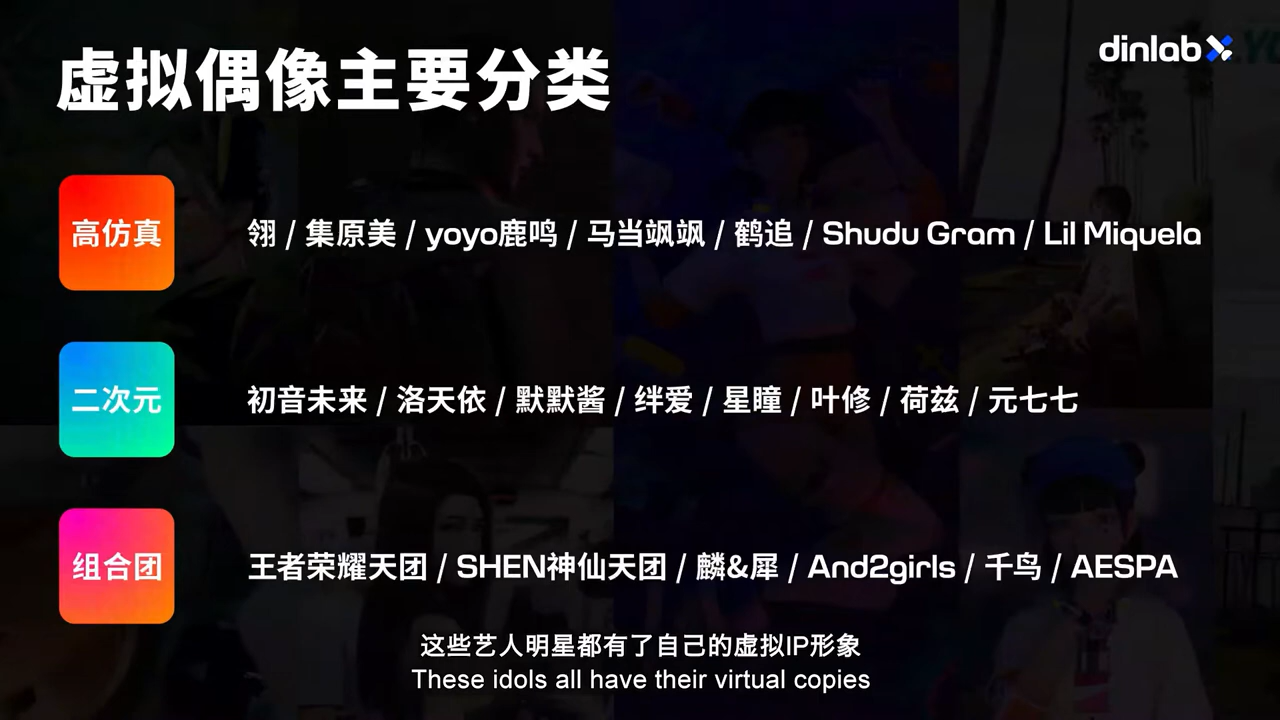 虚拟偶像主要分类
dinlab
高仿真
翎 / 集原美 / yoyo鹿鸣 / 马当飒飒 / 鹤追 / Shudu Gram / Lil Miquela
二次元
初音未来 / 洛天依 / 默默酱 / 绊爱 / 星瞳 / 叶修 / 荷兹 / 元七七
组合团
王者荣耀天团 / SHEN神仙天团 / 麟&犀 / And2girls / 千鸟 / AESPA
这些艺人明星都有了自己的虚拟IP形象
These idols all have their virtual copies